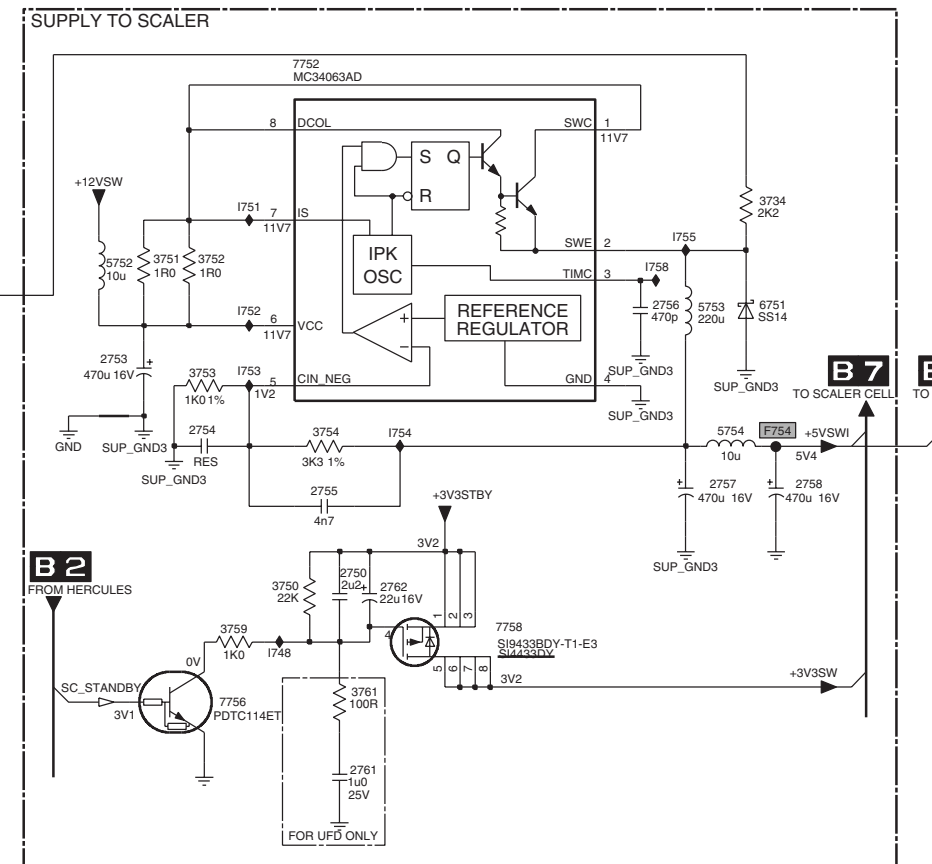 SUPPLY TO SCALER
7752
MC34063AD
8 DCOL
SWC 1
11V7
S Q
R
+12VSW
I751
7 IS
11V7
3734
2K2
IPK
OSC
SWE 2
I755
5752
10u
3751
1R0
3752
1R0
TIMC 3
I758
I752
6 VCC
11V7
REFERENCE
REGULATOR
+
−
2756
470p
5753
220u
6751
SS14
SUP_GND3
SUP_GND3
2753
470u 16V
+
3753
1K0 1%
I753
5 CIN_NEG
1V2
GND 4
SUP_GND3
B 7
TO SCALER CELL
TO
GND
SUP_GND3
2754
RES
SUP_GND3
3754
3K3 1%
I754
2755
4n7
5754
10u
F754
+5VSWI
5V4
+ 2757
470u 16V
+ 2758
470u 16V
SUP_GND3
+3V3STBY
3V2
B 2
FROM HERCULES
3750
22K
2750
2u2
+ 2762
22u16V
1 2 3
4
7758
SI9433BDY-T1-E3
SI4433DY
5 6 7 8
3V2
+3V3SW
3759
1K0
I748
0V
SC_STANDBY
3V1
7756
PDTC114ET
3761
100R
2761
1u0
25V
FOR UFD ONLY